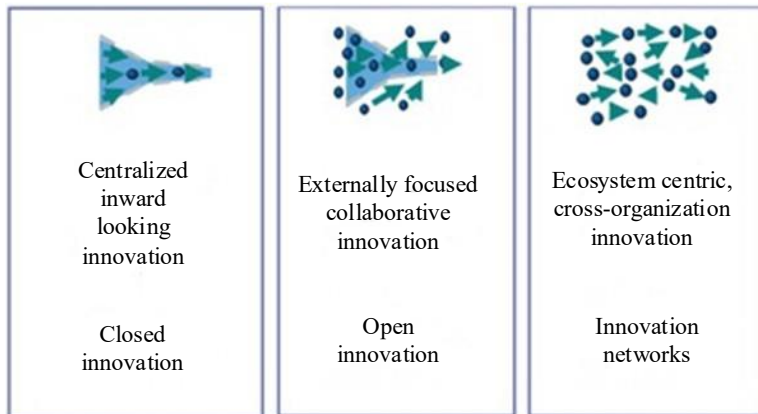 Centralized
inward
looking
innovation
Closed
innovation
Externally focused
collaborative
innovation
Open
innovation
Ecosystem centric,
cross-organization
innovation
Innovation
networks